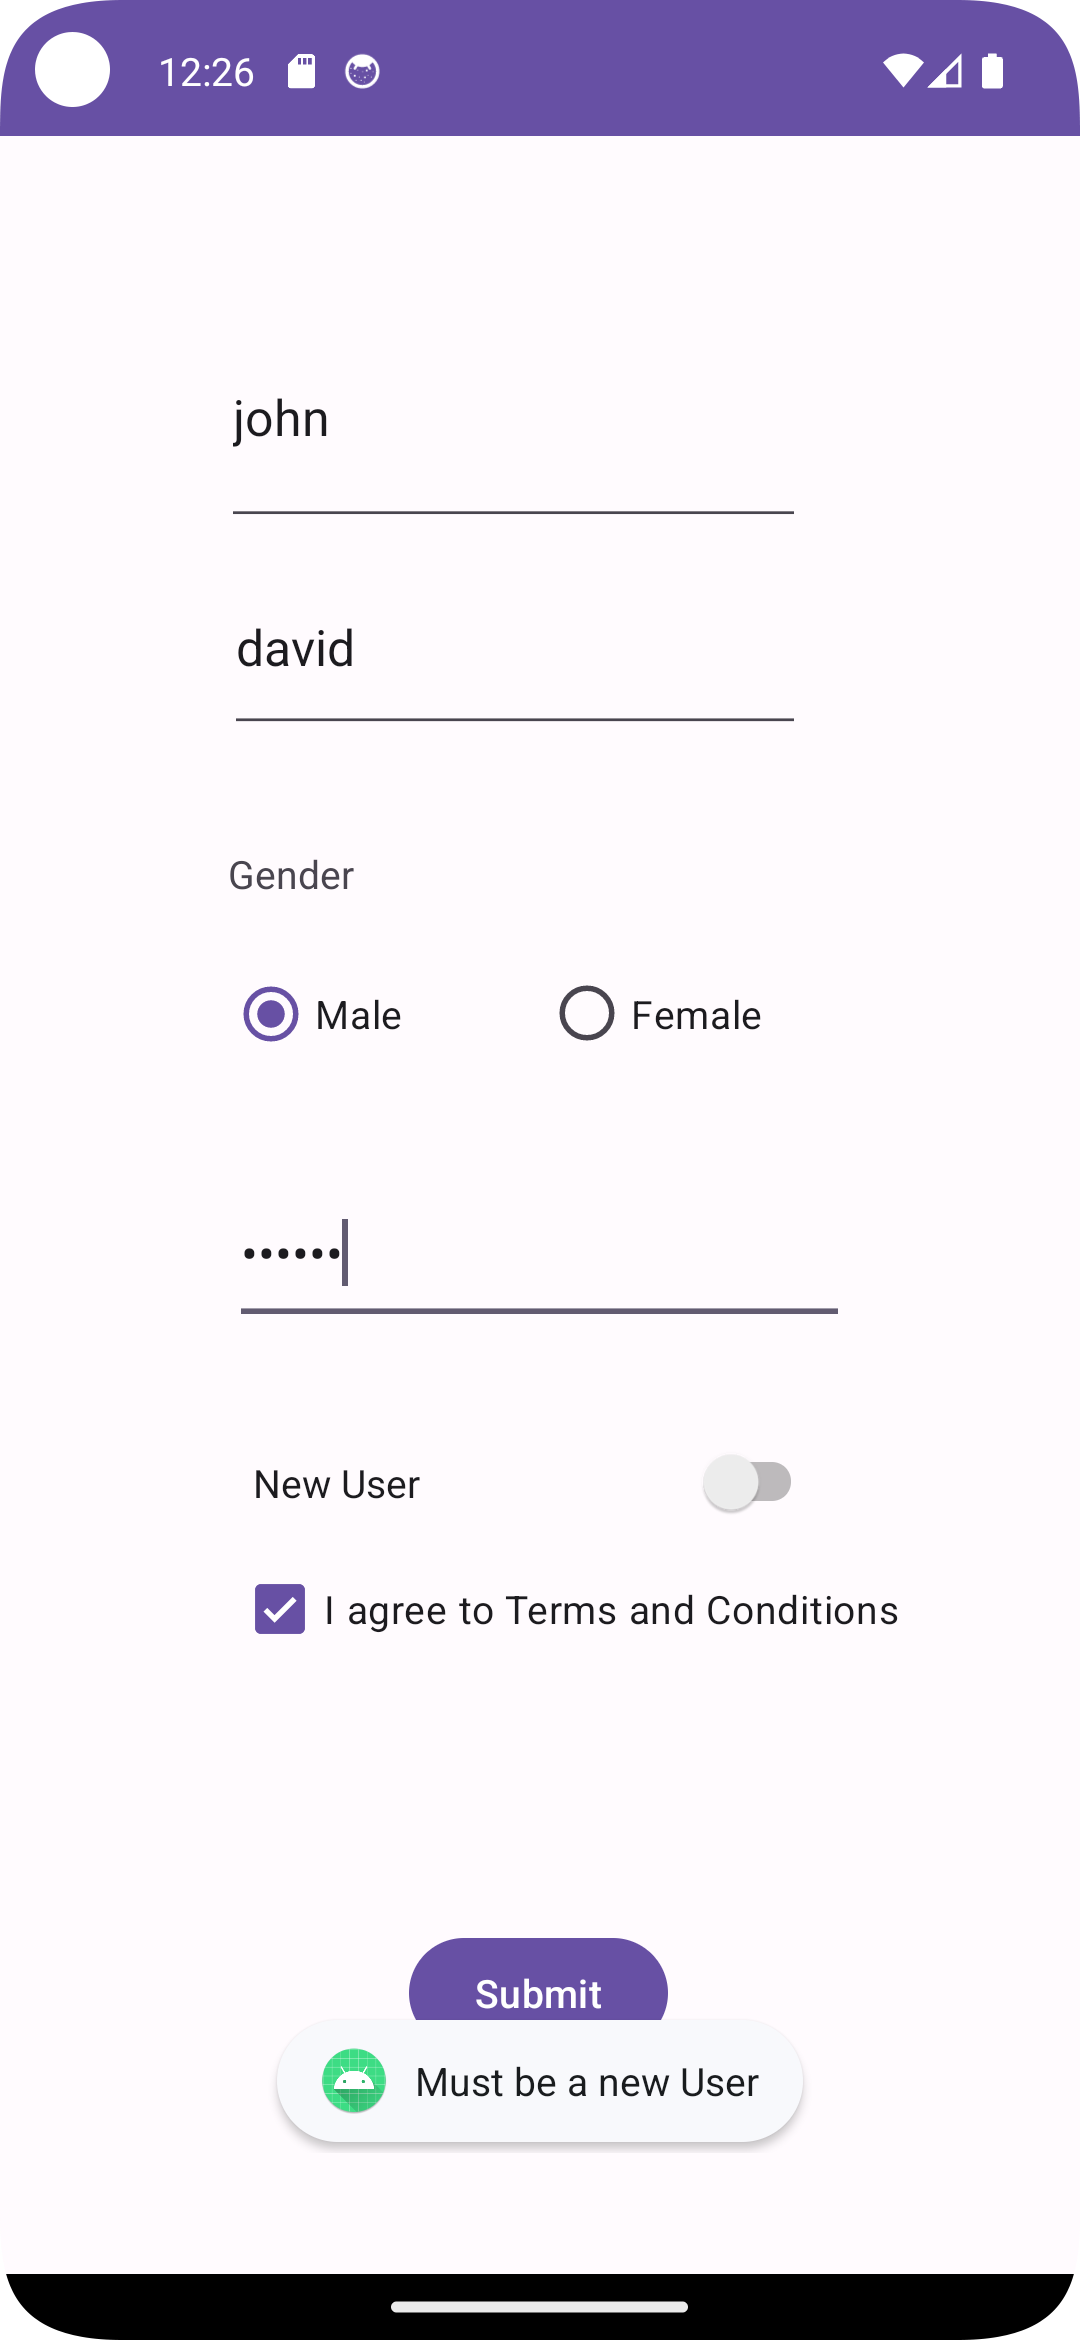 12:26
john
david
Gender
Male Female
••••••
New User
I agree to Terms and Conditions
Submit
Must be a new User